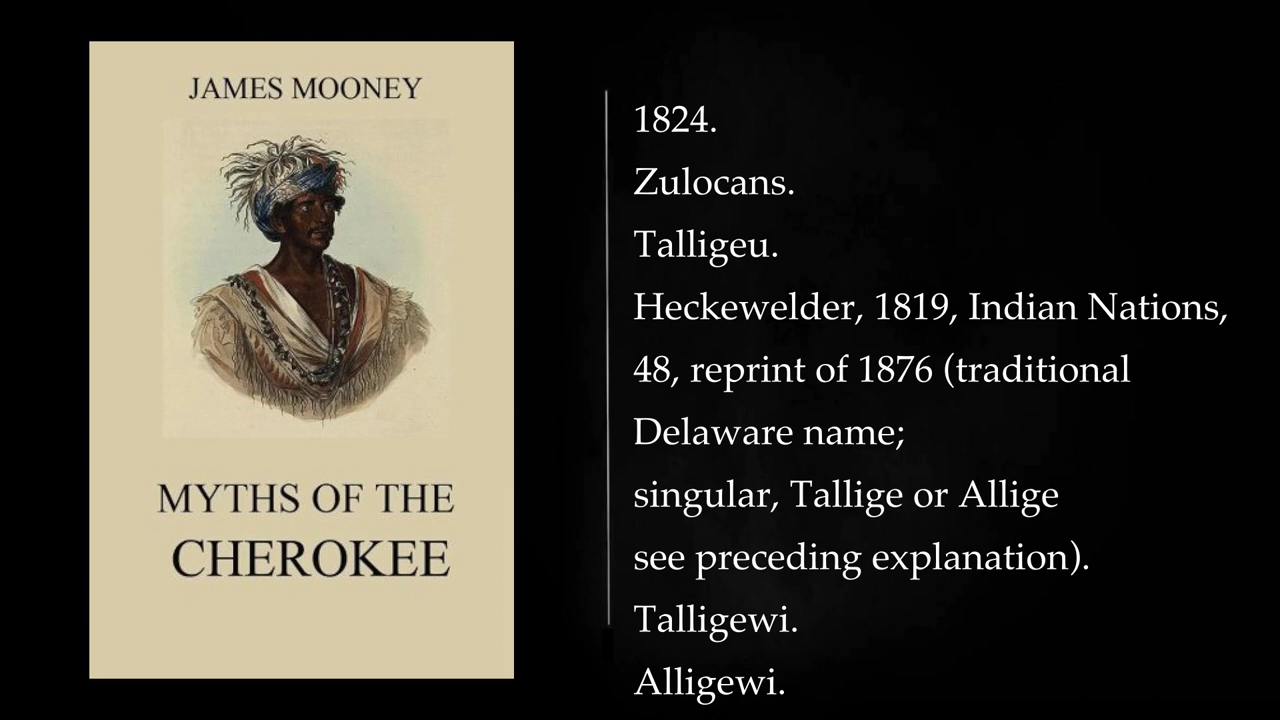 JAMES MOONEY
MYTHS OF THE
CHEROKEE
1824.
Zulocans.
Talligeu.
Heckewelder, 1819, Indian Nations,
48, reprint of 1876 (traditional
Delaware name;
singular, Tallige or Allige
see preceding explanation).
Talligewi.
Alligewi.